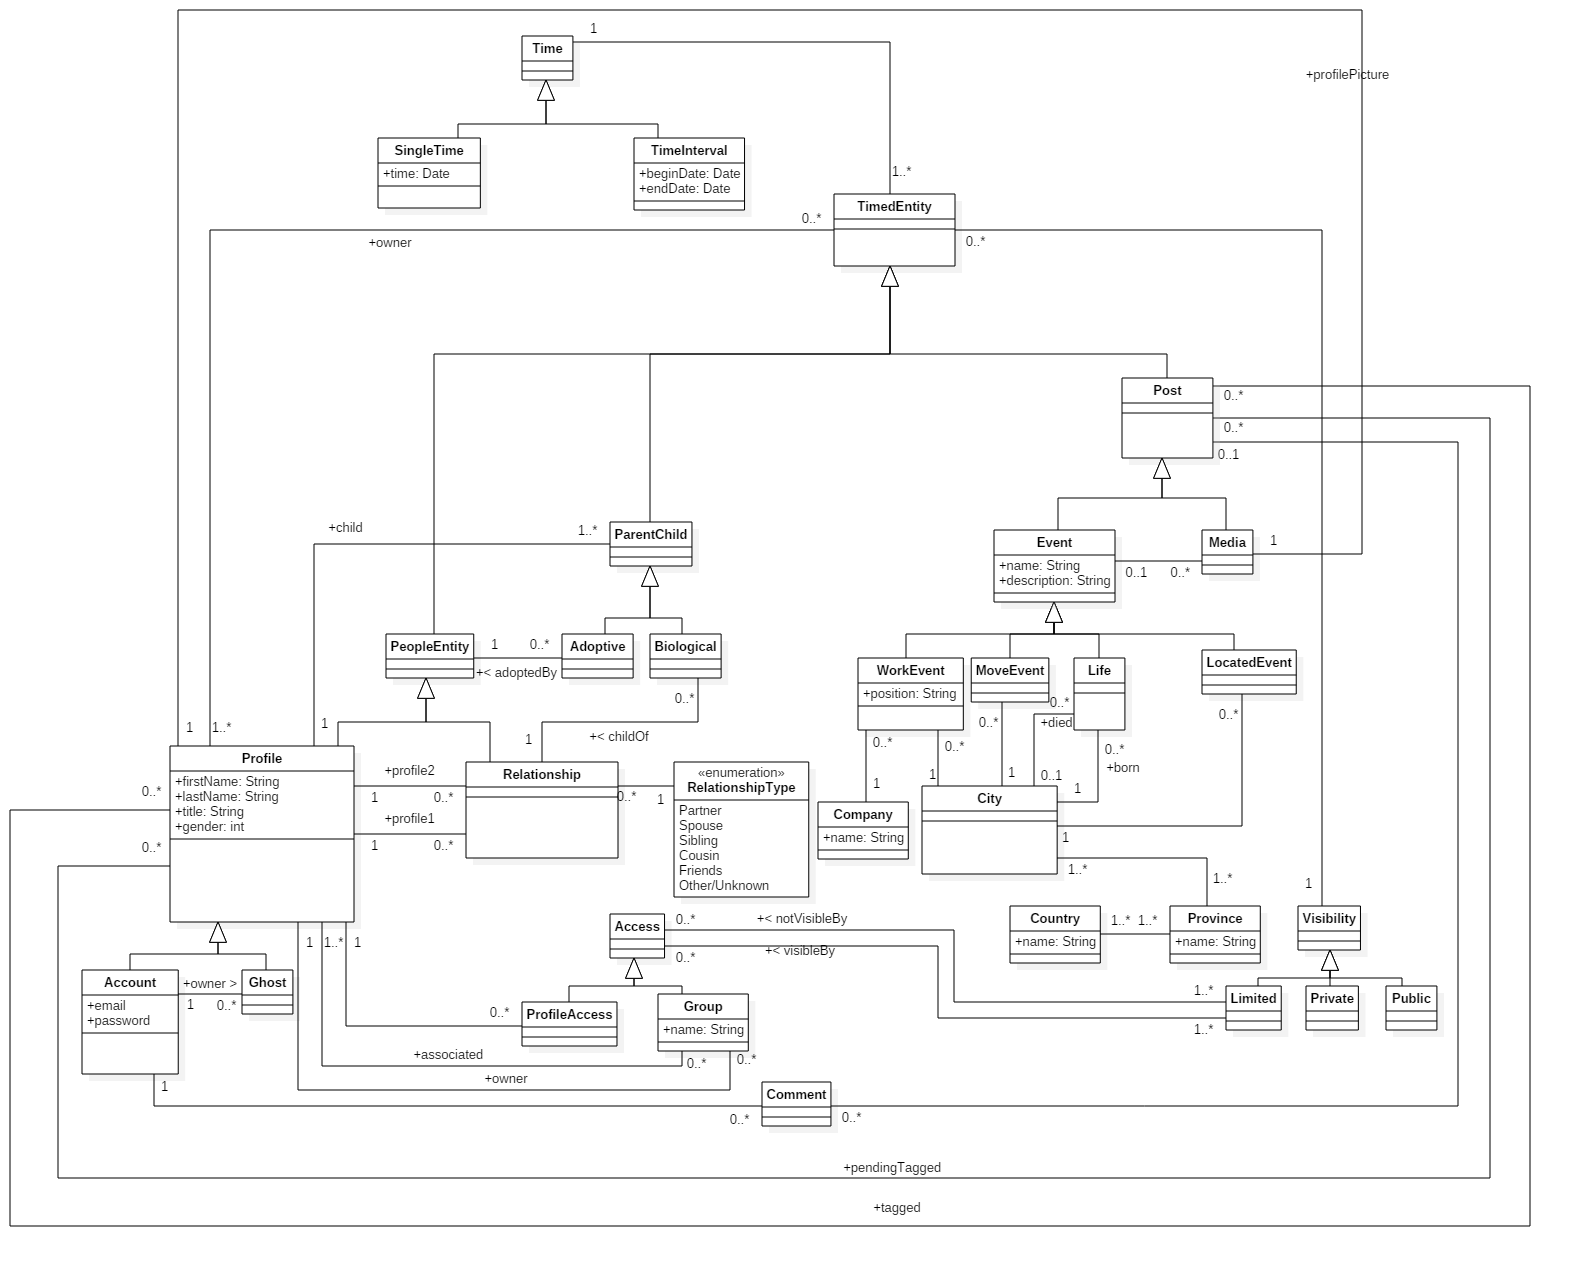 1
Time
+profilePicture
SingleTime
+time: Date
TimeInterval
+beginDate: Date
+endDate: Date
1..*
TimedEntity
0..*
0..*
+owner
Post
0..*
0..*
0..1
+child
1..*
ParentChild
Event
+name: String
+description: String
Media
1
0..1
0..*
PeopleEntity
1
0..*
+< adoptedBy
Adoptive
Biological
0..*
WorkEvent
+position: String
MoveEvent
Life
LocatedEvent
0..*
+died
0..*
0..*
0..*
0..*
0..*
+born
1
1..*
1
1
+< childOf
Profile
+firstName: String
+lastName: String
+title: String
+gender: int
0..*
0..*
+profile2
1
0..*
+profile1
1
0..*
Relationship
0..*
1
«enumeration»
RelationshipType
Partner
Spouse
Sibling
Cousin
Friends
Other/Unknown
1
1
1
0..1
1
Company
+name: String
City
1
1..*
1..*
1
Country
+name: String
1..*
1..*
Province
+name: String
Visibility
Access
0..*
+< notVisibleBy
0..*
+< visibleBy
1
1..*
1
Account
+email
+password
+owner >
1
0..*
Ghost
0..*
ProfileAccess
Group
+name: String
1..*
1..*
Limited
Private
Public
+associated
0..*
0..*
+owner
1
Comment
0..*
0..*
+pendingTagged
+tagged